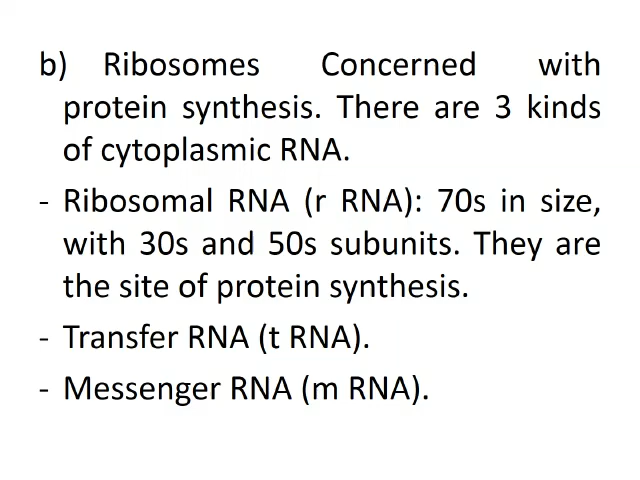 b) Ribosomes Concerned with
protein synthesis. There are 3 kinds
of cytoplasmic RNA.
- Ribosomal RNA (r RNA): 70s in size,
with 30s and 50s subunits. They are
the site of protein synthesis.
- Transfer RNA (t RNA).
- Messenger RNA (m RNA).